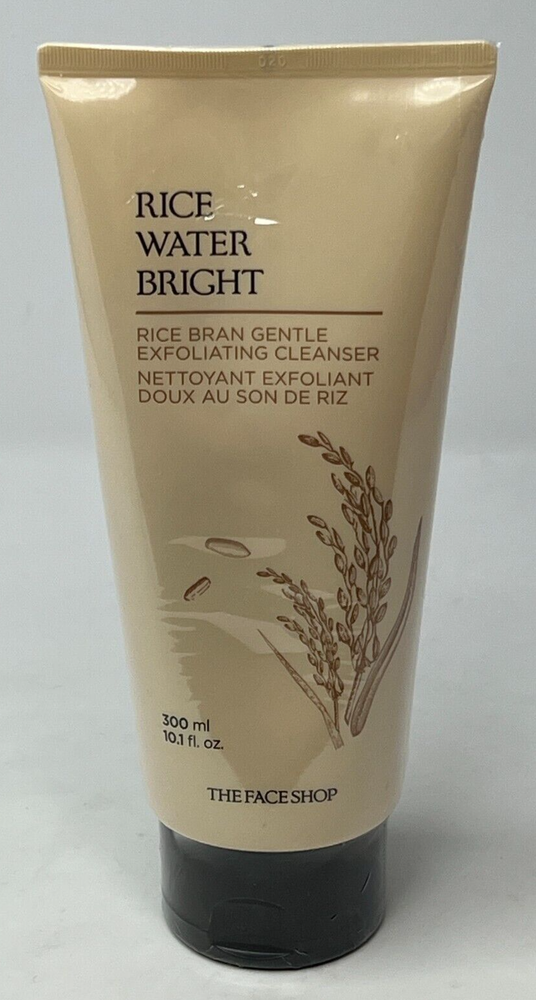 020
RICE
WATER
BRIGHT
RICE BRAN GENTLE
EXFOLIATING CLEANSER
NETTOYANT EXFOLIANT
DOUX AU SON DE RIZ
300 ml
10.1 fl. oz.
THE FACE SHOP